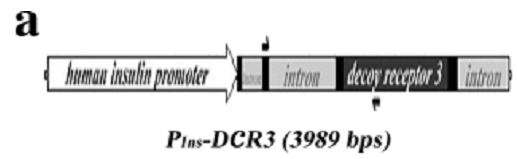 a
human insulin promoter intron decoy receptor 3 intron
PIns-DCR3 (3989 bps)